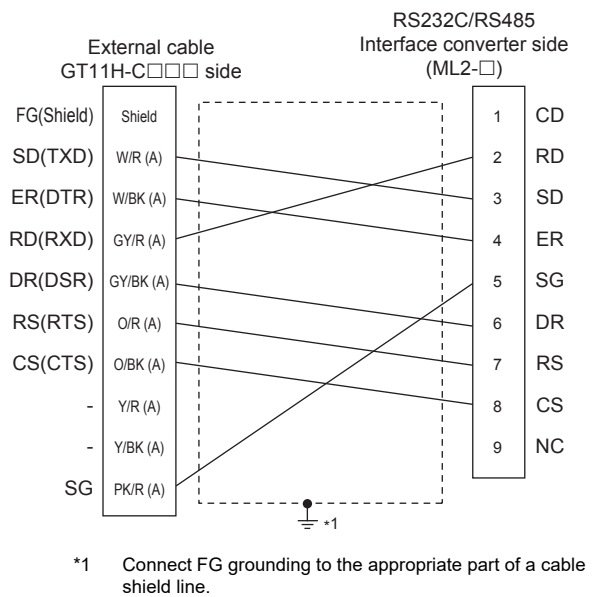 RS232C/RS485
Interface converter side
(ML2-□)
External cable
GT11H-C□□□ side
FG(Shield) Shield 1 CD
SD(TXD) W/R (A) 2 RD
ER(DTR) W/BK (A) 3 SD
RD(RXD) GY/R (A) 4 ER
DR(DSR) GY/BK (A) 5 SG
RS(RTS) O/R (A) 6 DR
CS(CTS) O/BK (A) 7 RS
- Y/R (A) 8 CS
- Y/BK (A) 9 NC
SG PK/R (A)
*1
*1 Connect FG grounding to the appropriate part of a cable
shield line.